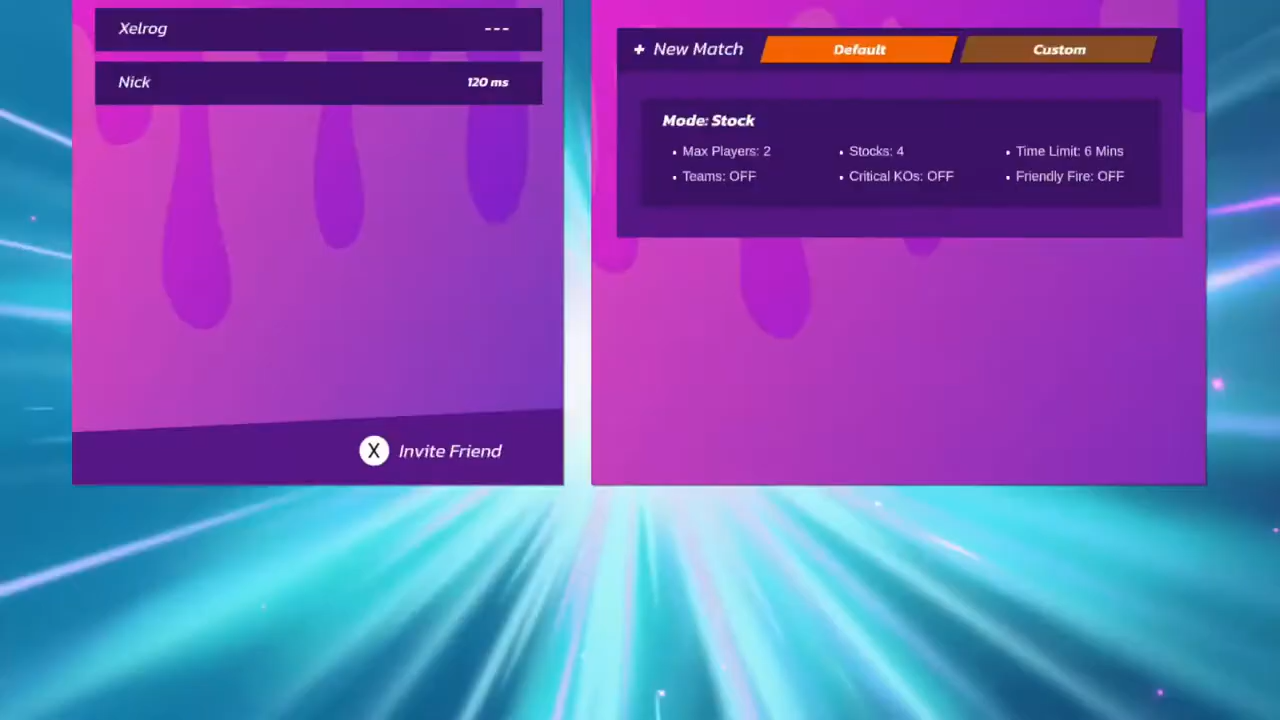 Xelrog ---
Nick 120 ms
X Invite Friend
+ New Match Default Custom
Mode: Stock
• Max Players: 2 • Stocks: 4 • Time Limit: 6 Mins
• Teams: OFF • Critical KOs: OFF • Friendly Fire: OFF